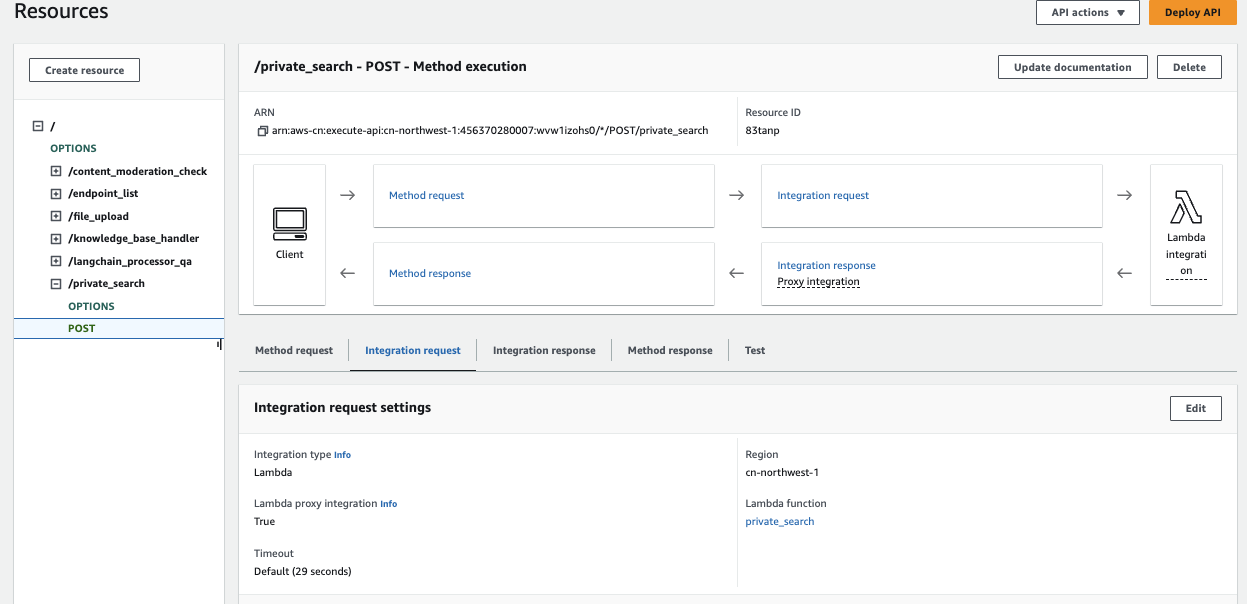 Resources
API actions ▼
Deploy API
Create resource
/
OPTIONS
/content_moderation_check
/endpoint_list
/file_upload
/knowledge_base_handler
/langchain_processor_qa
/private_search
OPTIONS
POST
/private_search - POST - Method execution
Update documentation
Delete
ARN
arn:aws-cn:execute-api:cn-northwest-1:456370280007:wvw1izohs0/*/POST/private_search
Resource ID
83tanp
Client
Method request
Integration request
Method response
Integration response
Proxy integration
Lambda
integrati
on
Method request
Integration request
Integration response
Method response
Test
Integration request settings
Edit
Integration type Info
Lambda
Region
cn-northwest-1
Lambda proxy integration Info
True
Lambda function
private_search
Timeout
Default (29 seconds)